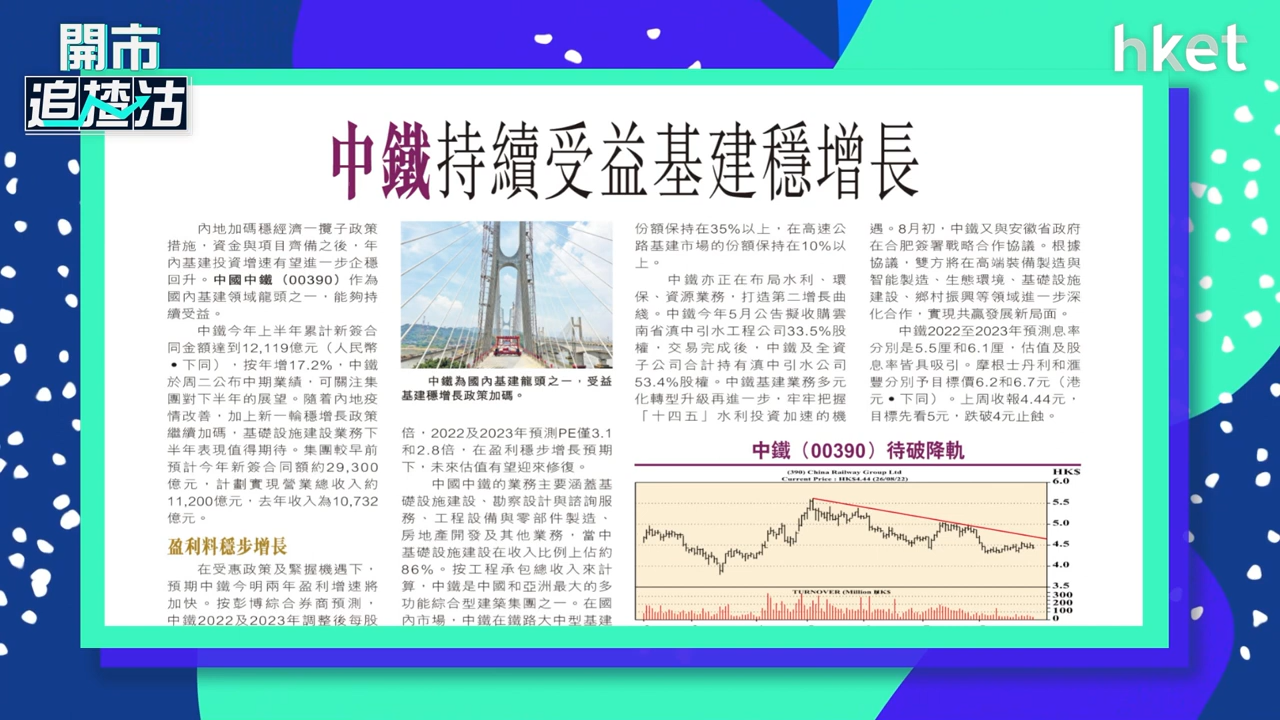 開市
追揸沽
hket
中鐵持續受益基建穩增長
內地加碼穩經濟一攬子政策
措施，資金與項目齊備之後，年
內基建投資增速有望進一步企穩
回升。中國中鐵（00390）作為
國內基建領域龍頭之一，能夠持
續受益。
中鐵今年上半年累計新簽合
同金額達到12,119億元（人民幣
•下同），按年增17.2%，中鐵
於周二公布中期業績，可關注集
團對下半年的展望。隨着內地疫
情改善，加上新一輪穩增長政策
繼續加碼，基礎設施建設業務下
半年表現值得期待。集團較早前
預計今年新簽合同額約29,300
億元，計劃實現營業總收入約
11,200億元，去年收入為10,732
億元。
盈利料穩步增長
在受惠政策及緊握機遇下，
預期中鐵今明兩年盈利增速將
加快。按彭博綜合券商預測，
中鐵2022及2023年調整後每股
中鐵為國內基建龍頭之一，受益
基建穩增長政策加碼。
倍，2022及2023年預測PE僅3.1
和2.8倍，在盈利穩步增長預期
下，未來估值有望迎來修復。
中國中鐵的業務主要涵蓋基
礎設施建設、勘察設計與諮詢服
務、工程設備與零部件製造、
房地產開發及其他業務，當中
基礎設施建設在收入比例上佔約
86%。按工程承包總收入來計
算，中鐵是中國和亞洲最大的多
功能綜合型建築集團之一。在國
內市場，中鐵在鐵路大中型基建
份額保持在35%以上，在高速公
路基建市場的份額保持在10%以
上。
中鐵亦正在布局水利、環
保、資源業務，打造第二增長曲
綫。中鐵今年5月公告擬收購雲
南省滇中引水工程公司33.5%股
權，交易完成後，中鐵及全資
子公司合計持有滇中引水公司
53.4%股權。中鐵基建業務多元
化轉型升級再進一步，牢牢把握
「十四五」水利投資加速的機
遇。8月初，中鐵又與安徽省政府
在合肥簽署戰略合作協議。根據
協議，雙方將在高端裝備製造與
智能製造、生態環境、基礎設施
建設、鄉村振興等領域進一步深
化合作，實現共贏發展新局面。
中鐵2022至2023年預測息率
分別是5.5厘和6.1厘，估值及股
息率皆具吸引。摩根士丹利和滙
豐分別予目標價6.2和6.7元（港
元•下同）。上周收報4.44元，
目標先看5元，跌破4元止蝕。
中鐵（00390）待破降軌
(390) China Railway Group Ltd
Current Price : HK$4.44 (26/08/22)
HK$
6.0
5.5
5.0
4.5
4.0
3.5
TURNOVER (Million HK$
300
200
100
0